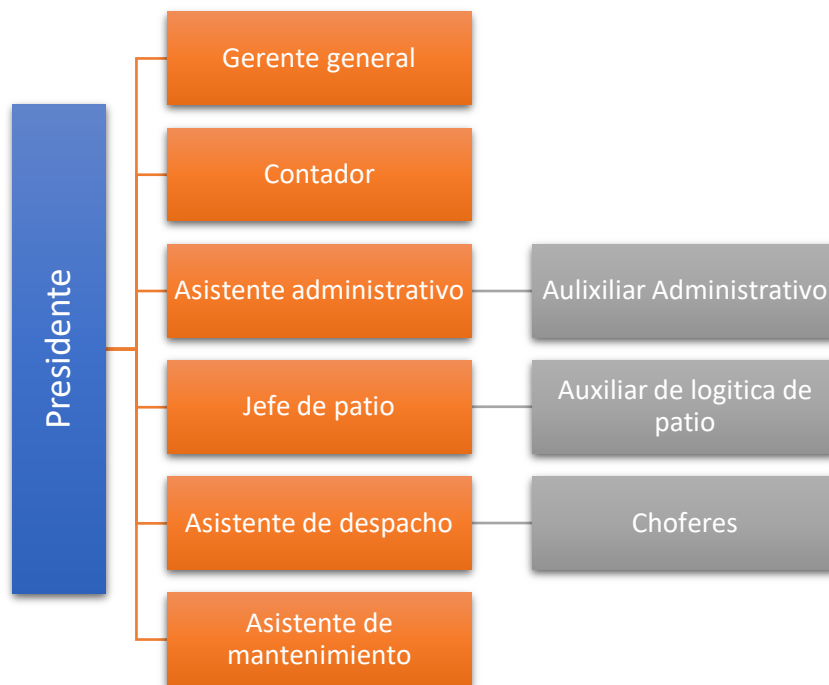 Presidente
Gerente general
Contador
Asistente administrativo
Aulixiliar Administrativo
Jefe de patio
Auxiliar de logitica de
patio
Asistente de despacho
Choferes
Asistente de
mantenimiento